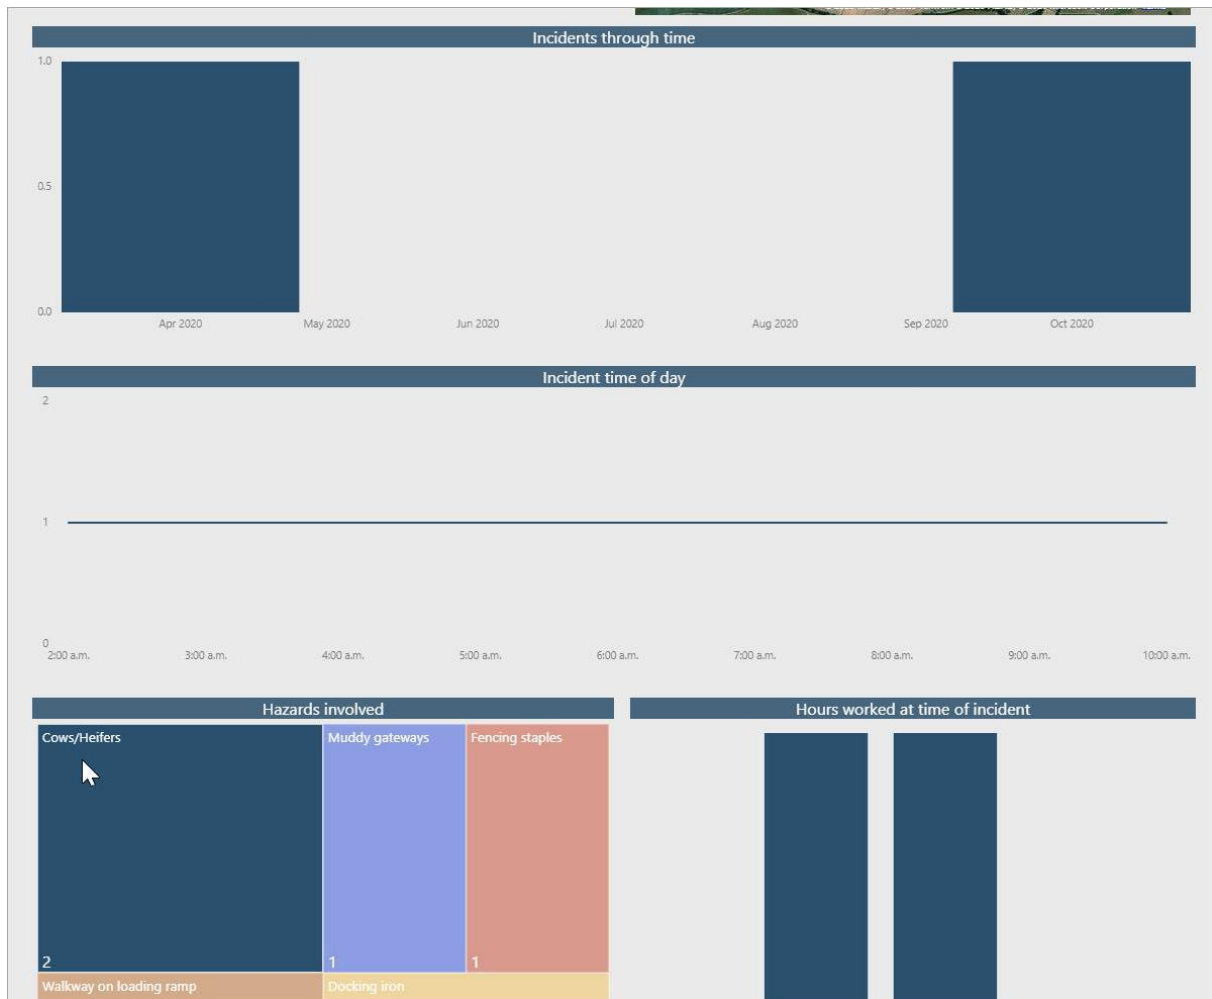 Incidents through time
1.0
0.5
0.0
Apr 2020 May 2020 Jun 2020 Jul 2020 Aug 2020 Sep 2020 Oct 2020
Incident time of day
2
1
0
2:00 a.m. 3:00 a.m. 4:00 a.m. 5:00 a.m. 6:00 a.m. 7:00 a.m. 8:00 a.m. 9:00 a.m. 10:00 a.m.
Hazards involved Hours worked at time of incident
Cows/Heifers Muddy gateways Fencing staples
2 1 1
Walkway on loading ramp Docking iron